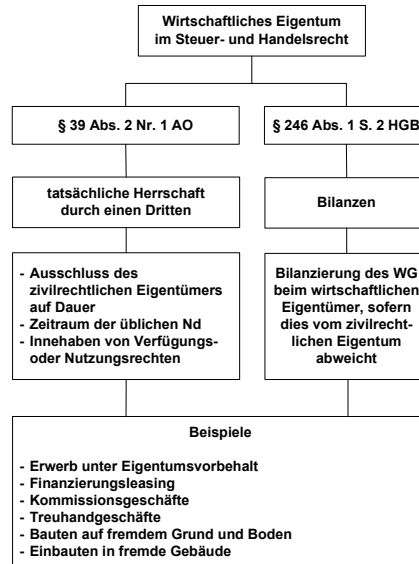 Wirtschaftliches Eigentum
im Steuer- und Handelsrecht
§ 39 Abs. 2 Nr. 1 AO
§ 246 Abs. 1 S. 2 HGB
tatsächliche Herrschaft
durch einen Dritten
Bilanzen
- Ausschluss des
zivilrechtlichen Eigentümers
auf Dauer
- Zeitraum der üblichen Nd
- Innehaben von Verfügungs-
oder Nutzungsrechten
Bilanzierung des WG
beim wirtschaftlichen
Eigentümer, sofern
dies vom zivilrecht-
lichen Eigentum
abweicht
Beispiele
- Erwerb unter Eigentumsvorbehalt
- Finanzierungsleasing
- Kommissionsgeschäfte
- Treuhandgeschäfte
- Bauten auf fremdem Grund und Boden
- Einbauten in fremde Gebäude